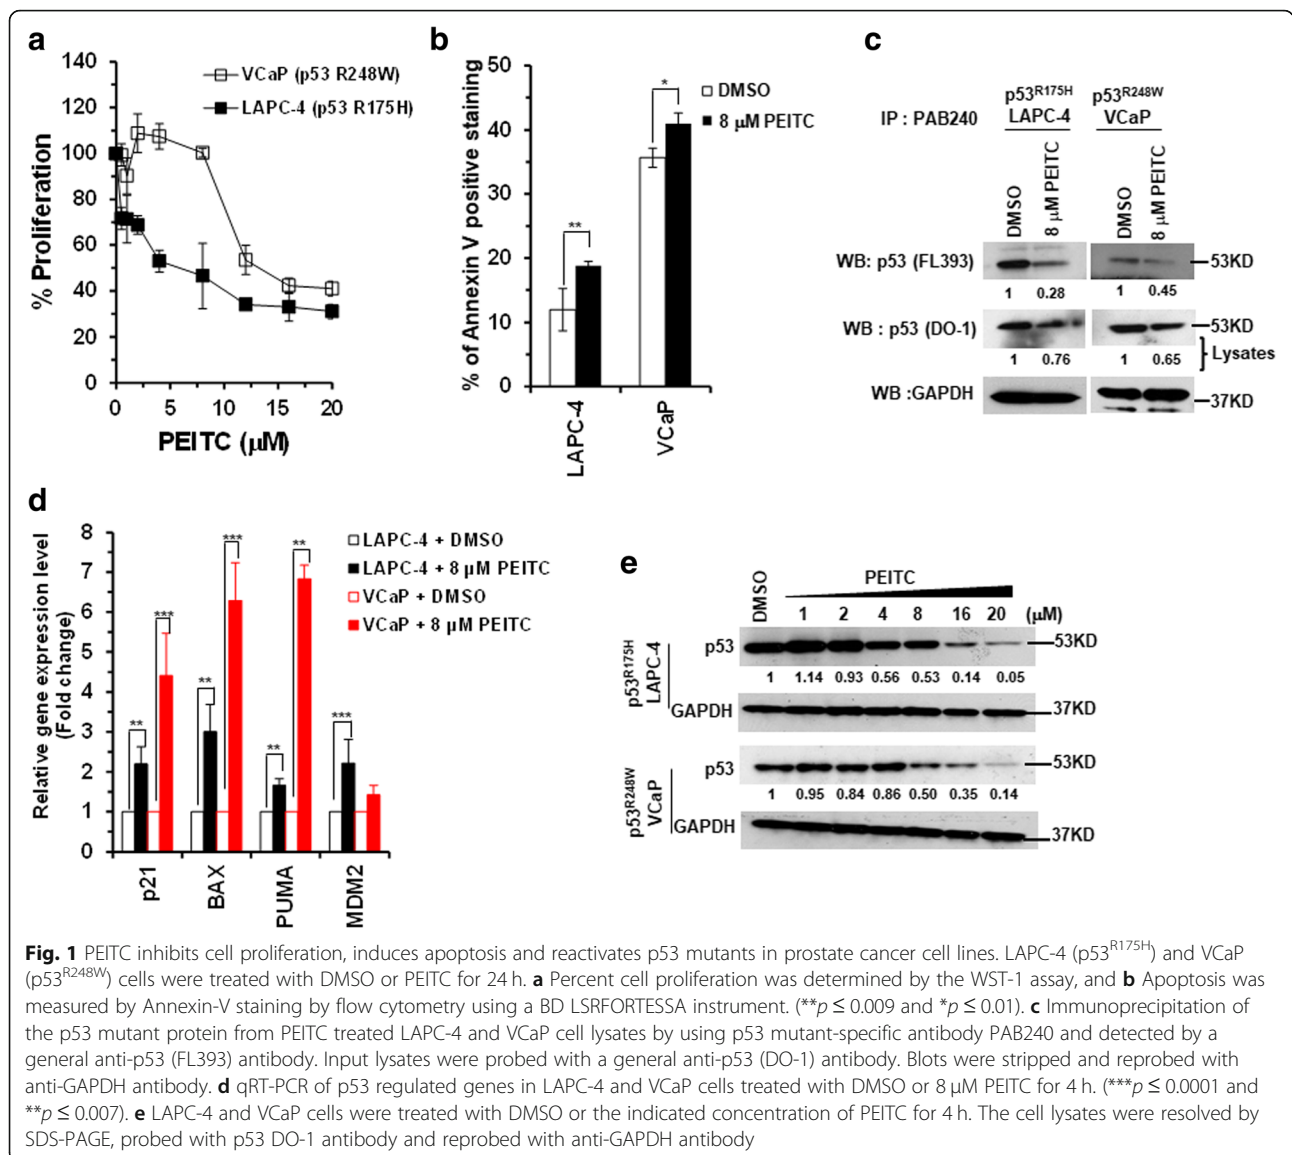 a
140
120
100
80
60
40
20
0
% Proliferation
VCaP (p53 R248W)
LAPC-4 (p53 R175H)
0 5 10 15 20
PEITC (µM)
b
50
40
30
20
10
0
% of Annexin V positive staining
**
*
DMSO
8 µM PEITC
LAPC-4
VCaP
c
IP : PAB240
p53R175H
LAPC-4
p53R248W
VCaP
DMSO
8 µM PEITC
DMSO
8 µM PEITC
WB: p53 (FL393)
53KD
1 0.28 1 0.45
WB : p53 (DO-1)
53KD
1 0.76 1 0.65
Lysates
WB :GAPDH
37KD
d
8
7
6
5
4
3
2
1
0
Relative gene expression level
(Fold change)
LAPC-4 + DMSO
LAPC-4 + 8 µM PEITC
VCaP + DMSO
VCaP + 8 µM PEITC
** *** ** *** ** ** ***
p21
BAX
PUMA
MDM2
e
DMSO
PEITC
1 2 4 8 16 20 (µM)
p53R175H
LAPC-4
p53
53KD
1 1.14 0.93 0.56 0.53 0.14 0.05
GAPDH
37KD
p53R248W
VCaP
p53
53KD
1 0.95 0.84 0.86 0.50 0.35 0.14
GAPDH
37KD
Fig. 1 PEITC inhibits cell proliferation, induces apoptosis and reactivates p53 mutants in prostate cancer cell lines. LAPC-4 (p53R175H) and VCaP
(p53R248W) cells were treated with DMSO or PEITC for 24 h. a Percent cell proliferation was determined by the WST-1 assay, and b Apoptosis was
measured by Annexin-V staining by flow cytometry using a BD LSRFORTESSA instrument. (**p ≤ 0.009 and *p ≤ 0.01). c Immunoprecipitation of
the p53 mutant protein from PEITC treated LAPC-4 and VCaP cell lysates by using p53 mutant-specific antibody PAB240 and detected by a
general anti-p53 (FL393) antibody. Input lysates were probed with a general anti-p53 (DO-1) antibody. Blots were stripped and reprobed with
anti-GAPDH antibody. d qRT-PCR of p53 regulated genes in LAPC-4 and VCaP cells treated with DMSO or 8 µM PEITC for 4 h. (***p ≤ 0.0001 and
**p ≤ 0.007). e LAPC-4 and VCaP cells were treated with DMSO or the indicated concentration of PEITC for 4 h. The cell lysates were resolved by
SDS-PAGE, probed with p53 DO-1 antibody and reprobed with anti-GAPDH antibody